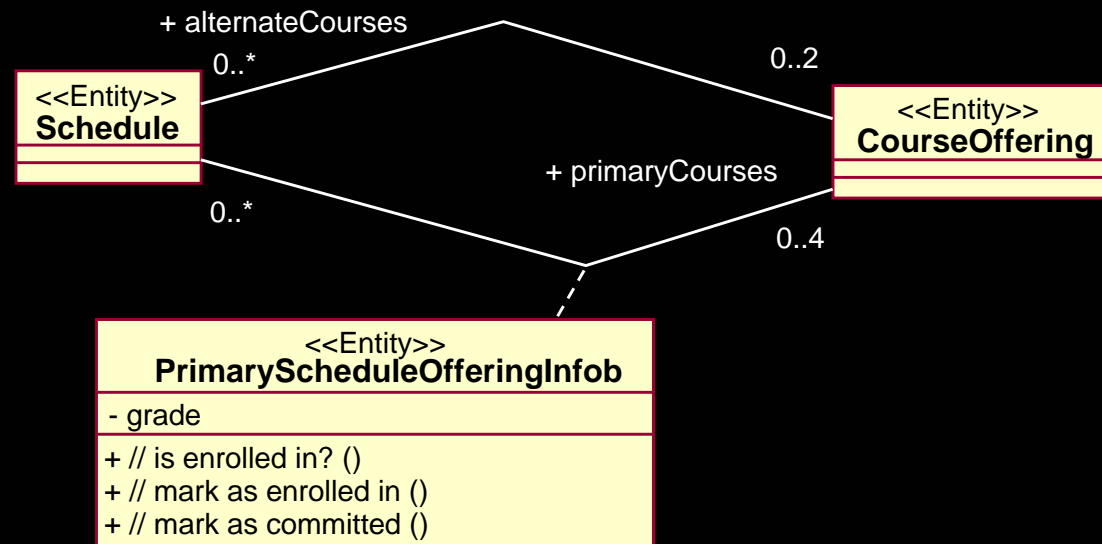 + alternateCourses
0..*
0..2
<<Entity>>
Schedule
<<Entity>>
CourseOffering
+ primaryCourses
0..*
0..4
<<Entity>>
PrimaryScheduleOfferingInfob
- grade
+ // is enrolled in? ()
+ // mark as enrolled in ()
+ // mark as committed ()